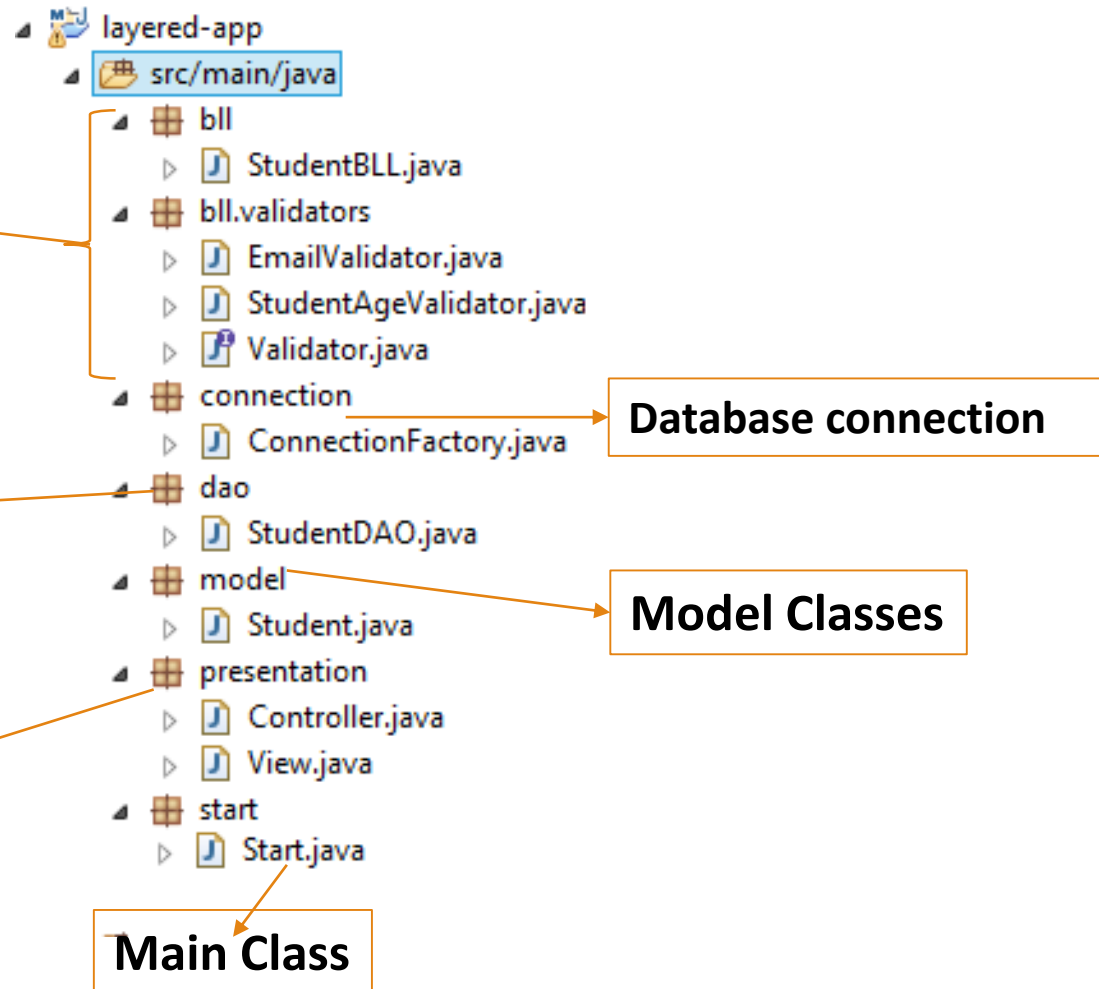 layered-app
src/main/java
bll
StudentBLL.java
bll.validators
EmailValidator.java
StudentAgeValidator.java
Validator.java
connection
Database connection
ConnectionFactory.java
dao
StudentDAO.java
model
Model Classes
Student.java
presentation
Controller.java
View.java
start
Start.java
Main Class